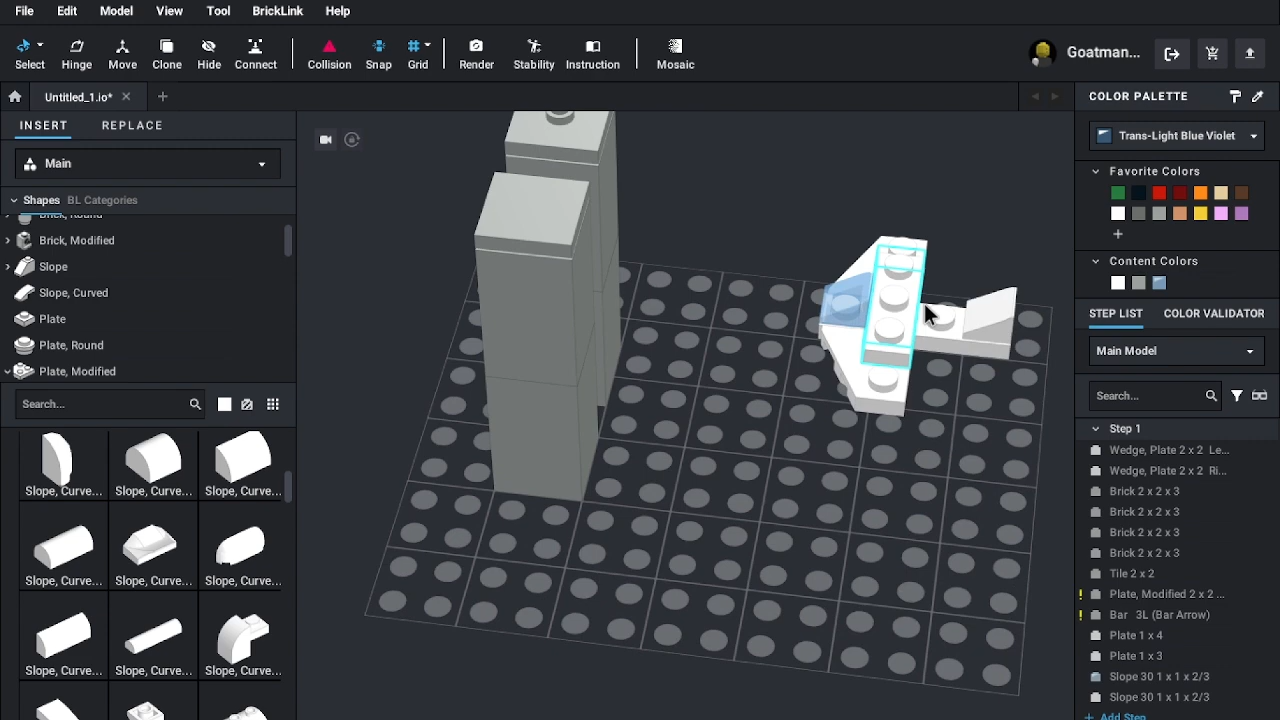 File Edit Model View Tool BrickLink Help
Select Hinge Move Clone Hide Connect Collision Snap Grid Render Stability Instruction Mosaic Goatman...
Untitled_1.io* COLOR PALETTE
INSERT REPLACE
Trans-Light Blue Violet
Main
Favorite Colors
Shapes BL Categories
Brick, Round
Brick, Modified
Slope
Content Colors
Slope, Curved
STEP LIST COLOR VALIDATOR
Plate
Plate, Round
Main Model
Plate, Modified
Search... Search...
Step 1
Wedge, Plate 2 x 2 Le...
Wedge, Plate 2 x 2 Ri...
Slope, Curve... Slope, Curve... Slope, Curve...
Brick 2 x 2 x 3
Brick 2 x 2 x 3
Brick 2 x 2 x 3
Brick 2 x 2 x 3
Tile 2 x 2
Slope, Curve... Slope, Curve... Slope, Curve...
Plate, Modified 2 x 2 ...
Bar 3L (Bar Arrow)
Plate 1 x 4
Plate 1 x 3
Slope, Curve... Slope, Curve... Slope, Curve...
Slope 30 1 x 1 x 2/3
Slope 30 1 x 1 x 2/3
Add Step